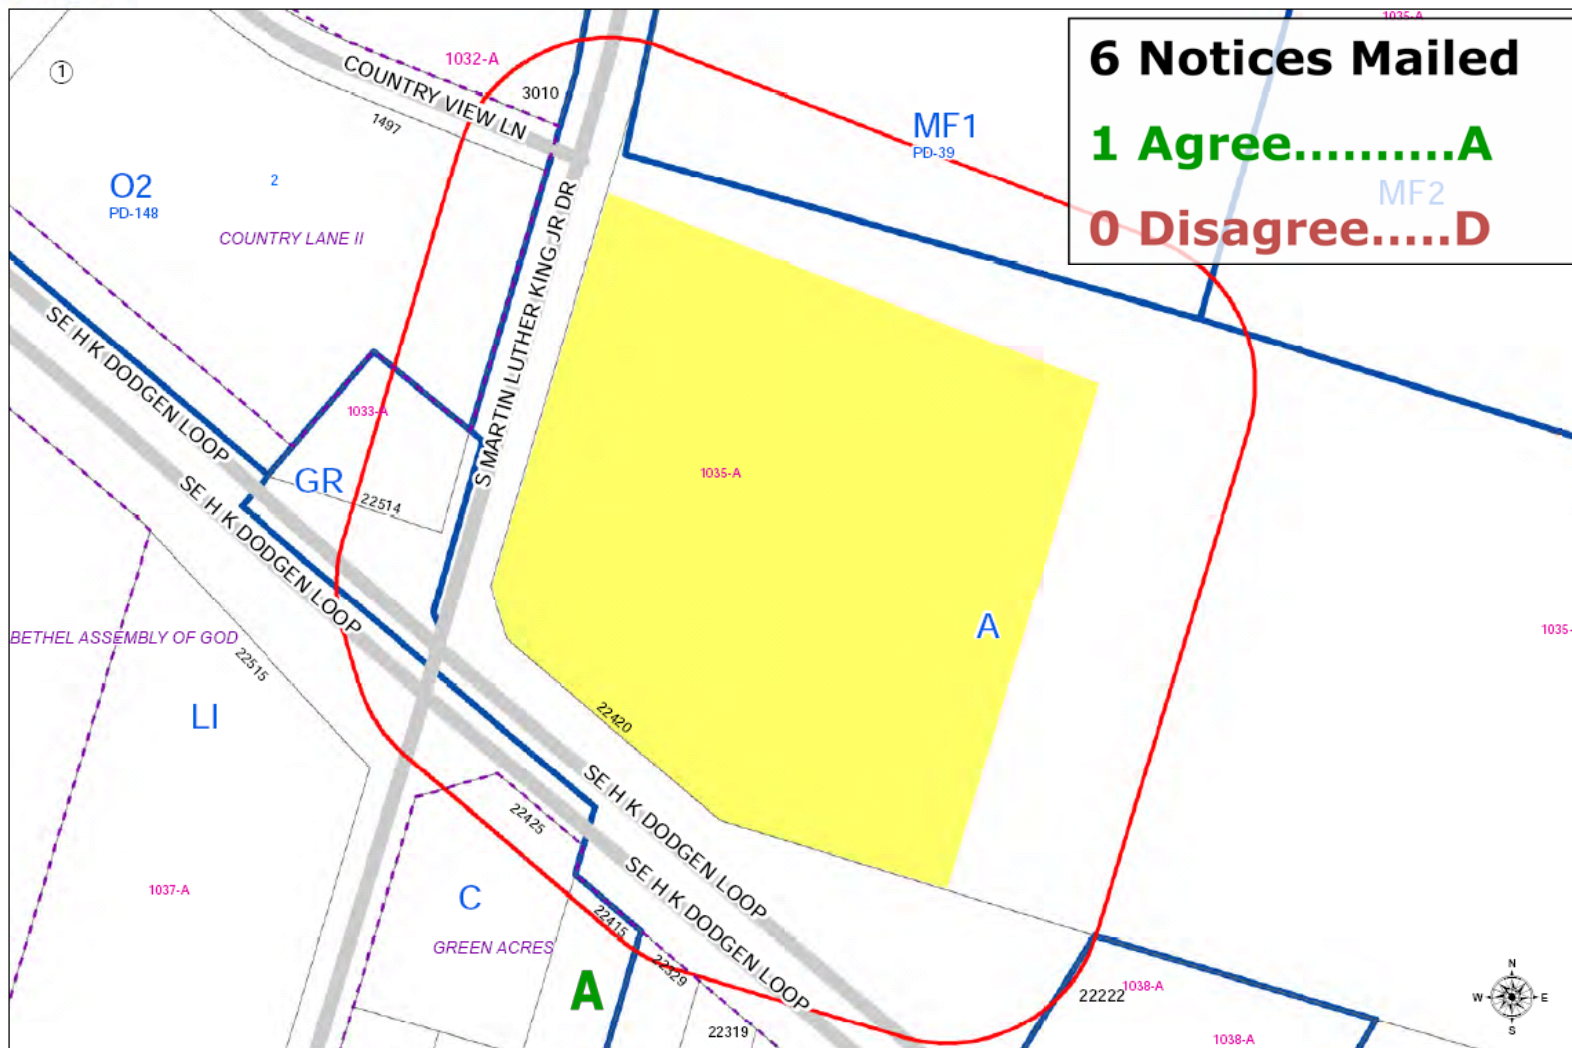 1035-A
6 Notices Mailed
1 Agree..........A
0 Disagree.....D
MF2
1
1032-A
COUNTRY VIEW LN
3010
1497
MF1
PD-39
O2
PD-148
2
COUNTRY LANE II
S MARTIN LUTHER KING JR DR
SE H K DODGEN LOOP
1033-A
GR
22514
1035-A
SE H K DODGEN LOOP
A
BETHEL ASSEMBLY OF GOD
22515
1035-
LI
22420
SE H K DODGEN LOOP
22425
SE H K DODGEN LOOP
1037-A
C
22415
GREEN ACRES
22329
A
22222
1038-A
22319
1038-A
N
W
E
S